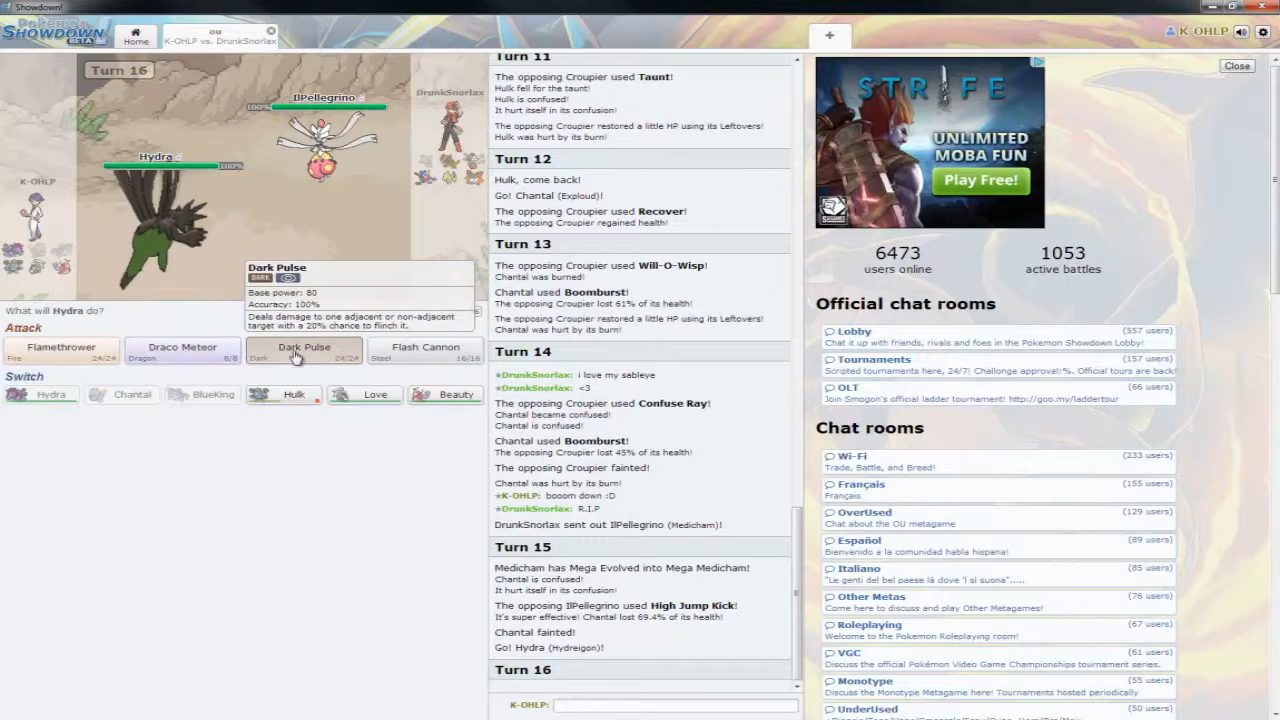 Showdown!
Pokémon
SHOWDOWN
BETA
Home
ou
K-OHLP vs. DrunkSnorlax
+
K-OHLP
Turn 16
IlPellegrino
100%
DrunkSnorlax
Hydra
100%
K-OHLP
Dark Pulse
DARK
Base power: 80
Accuracy: 100%
Deals damage to one adjacent or non-adjacent
target with a 20% chance to flinch it.
What will Hydra do?
Attack
Flamethrower
Fire 24/24
Draco Meteor
Dragon 8/8
Dark Pulse
Dark 24/24
Flash Cannon
Steel 16/16
Switch
Hydra
Chantal
BlueKing
Hulk
Love
Beauty
Turn 11
The opposing Croupier used Taunt!
Hulk fell for the taunt!
Hulk is confused!
It hurt itself in its confusion!
The opposing Croupier restored a little HP using its Leftovers!
Hulk was hurt by its burn!
Turn 12
Hulk, come back!
Go! Chantal (Exploud)!
The opposing Croupier used Recover!
The opposing Croupier regained health!
Turn 13
The opposing Croupier used Will-O-Wisp!
Chantal was burned!
Chantal used Boomburst!
The opposing Croupier lost 61% of its health!
The opposing Croupier restored a little HP using its Leftovers!
Chantal was hurt by its burn!
Turn 14
★DrunkSnorlax: i love my sableye
★DrunkSnorlax: <3
The opposing Croupier used Confuse Ray!
Chantal became confused!
Chantal is confused!
Chantal used Boomburst!
The opposing Croupier lost 45% of its health!
The opposing Croupier fainted!
Chantal was hurt by its burn!
★K-OHLP: booom down :D
★DrunkSnorlax: R.I.P
DrunkSnorlax sent out IlPellegrino (Medicham)!
Turn 15
Medicham has Mega Evolved into Mega Medicham!
Chantal is confused!
It hurt itself in its confusion!
The opposing IlPellegrino used High Jump Kick!
It's super effective! Chantal lost 69.4% of its health!
Chantal fainted!
Go! Hydra (Hydreigon)!
Turn 16
K-OHLP:
Close
STRIFE
UNLIMITED
MOBA FUN
Play Free!
6473
users online
1053
active battles
Official chat rooms
Lobby
(557 users)
Chat it up with friends, rivals and foes in the Pokemon Showdown Lobby!
Tournaments
(157 users)
Scripted tournaments here, 24/7! Challonge approval:%. Official tours are back!
OLT
(66 users)
Join Smogon's official ladder tournament! http://goo.my/laddertour
Chat rooms
Wi-Fi
(233 users)
Trade, Battle, and Breed!
Français
(155 users)
Français
OverUsed
(129 users)
Chat about the OU metagame
Español
(89 users)
Bienvenido a la comunidad habla hispana!
Italiano
(85 users)
"Le genti del bel paese là dove 'l sì suona".....
Other Metas
(76 users)
Come here to discuss and play Other Metagames!
Roleplaying
(67 users)
Welcome to the Pokemon Roleplaying room!
VGC
(61 users)
Discuss the official Pokémon Video Game Championships tournament series.
Monotype
(55 users)
Discuss the Monotype Metagame here! Tournaments hosted periodically
UnderUsed
(50 users)